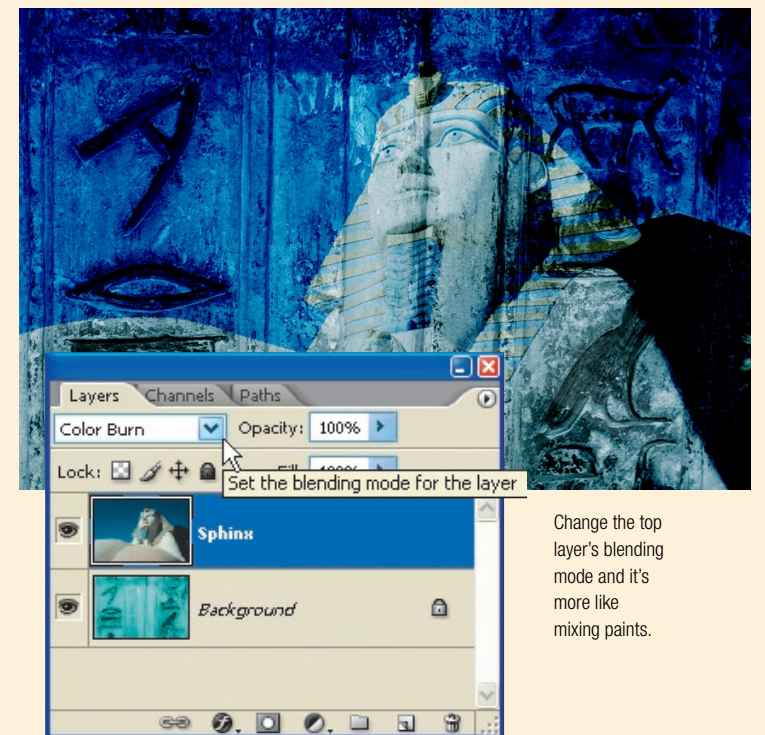 Layers Channels Paths
Color Burn Opacity: 100%
Lock:
Set the blending mode for the layer
Sphinx
Background
Change the top
layer's blending
mode and it's
more like
mixing paints.